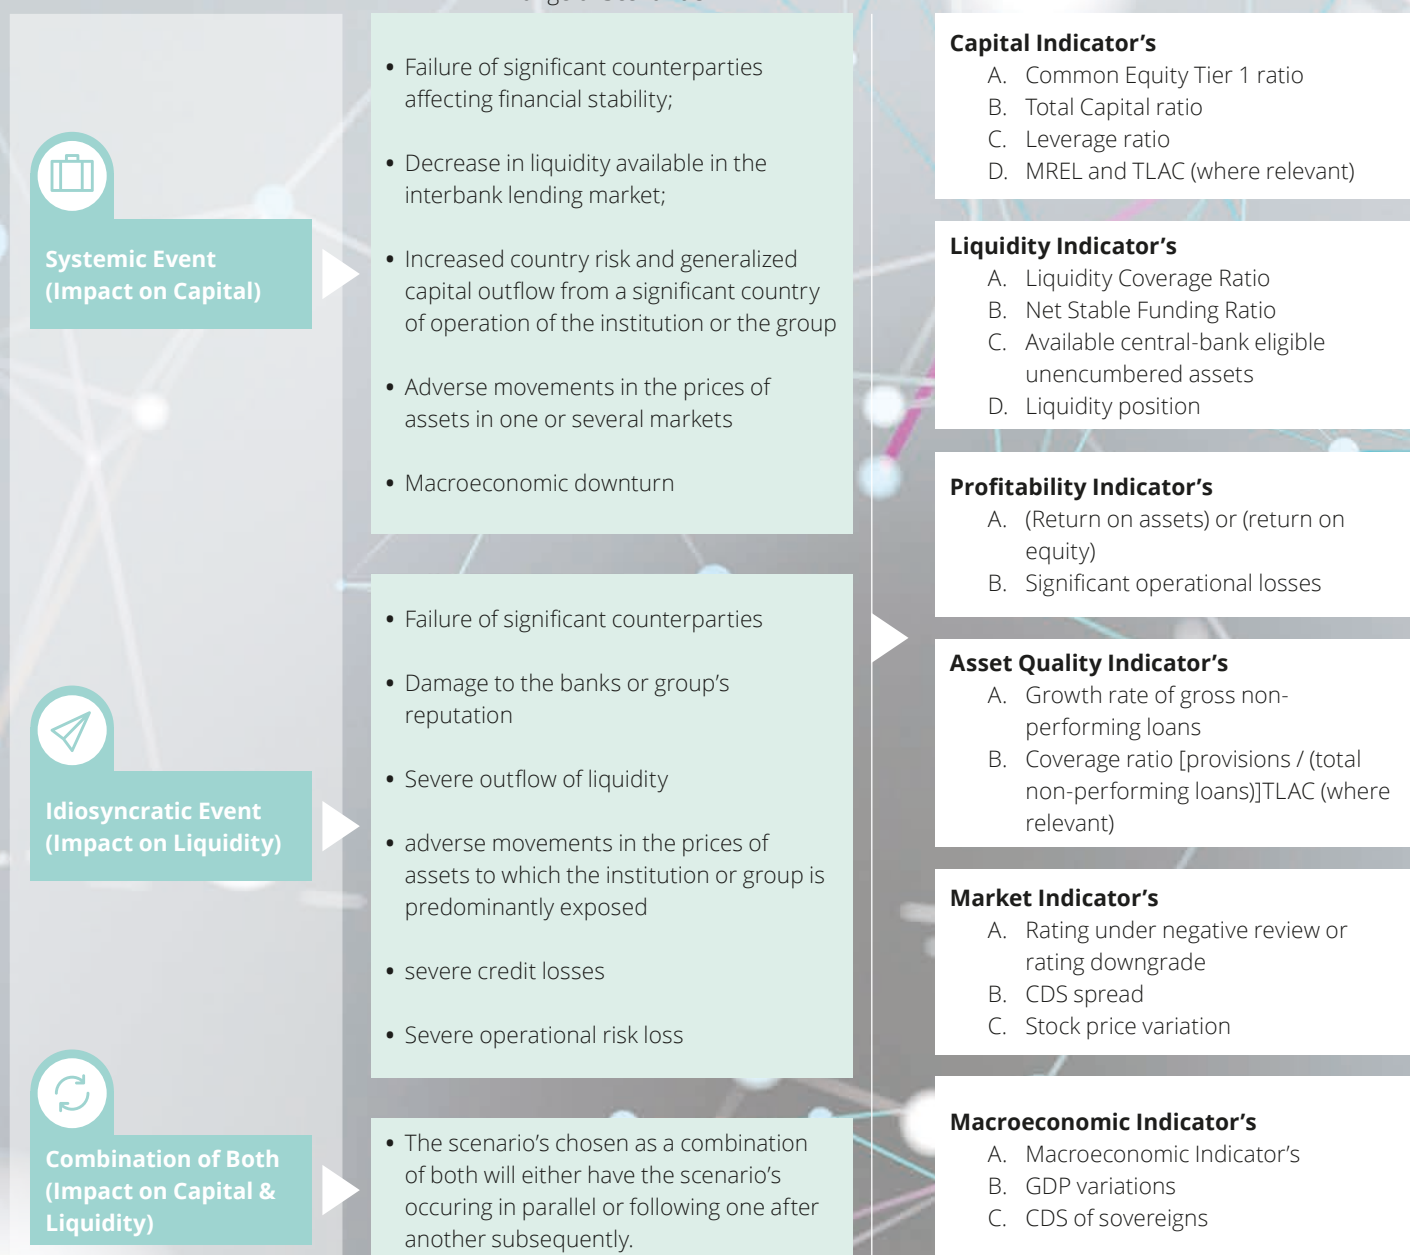 Systemic Event
(Impact on Capital)
• Failure of significant counterparties
affecting financial stability;
• Decrease in liquidity available in the
interbank lending market;
• Increased country risk and generalized
capital outflow from a significant country
of operation of the institution or the group
• Adverse movements in the prices of
assets in one or several markets
• Macroeconomic downturn
Idiosyncratic Event
(Impact on Liquidity)
• Failure of significant counterparties
• Damage to the banks or group’s
reputation
• Severe outflow of liquidity
• adverse movements in the prices of
assets to which the institution or group is
predominantly exposed
• severe credit losses
• Severe operational risk loss
Combination of Both
(Impact on Capital &
Liquidity)
• The scenario’s chosen as a combination
of both will either have the scenario’s
occuring in parallel or following one after
another subsequently.
Capital Indicator’s
A. Common Equity Tier 1 ratio
B. Total Capital ratio
C. Leverage ratio
D. MREL and TLAC (where relevant)
Liquidity Indicator’s
A. Liquidity Coverage Ratio
B. Net Stable Funding Ratio
C. Available central-bank eligible
unencumbered assets
D. Liquidity position
Profitability Indicator’s
A. (Return on assets) or (return on
equity)
B. Significant operational losses
Asset Quality Indicator’s
A. Growth rate of gross non-
performing loans
B. Coverage ratio [provisions / (total
non-performing loans)]TLAC (where
relevant)
Market Indicator’s
A. Rating under negative review or
rating downgrade
B. CDS spread
C. Stock price variation
Macroeconomic Indicator’s
A. Macroeconomic Indicator’s
B. GDP variations
C. CDS of sovereigns